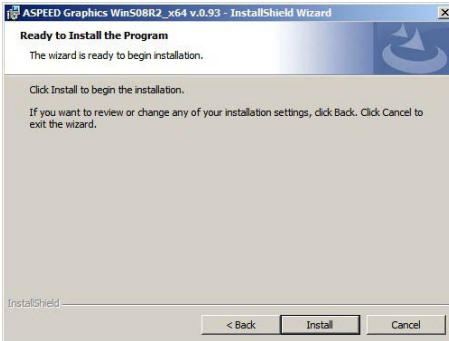 ASPEED Graphics WinS08R2_x64 v.0.93 - InstallShield Wizard
Ready to Install the Program
The wizard is ready to begin installation.
Click Install to begin the installation.
If you want to review or change any of your installation settings, click Back. Click Cancel to
exit the wizard.
InstallShield
< Back
Install
Cancel